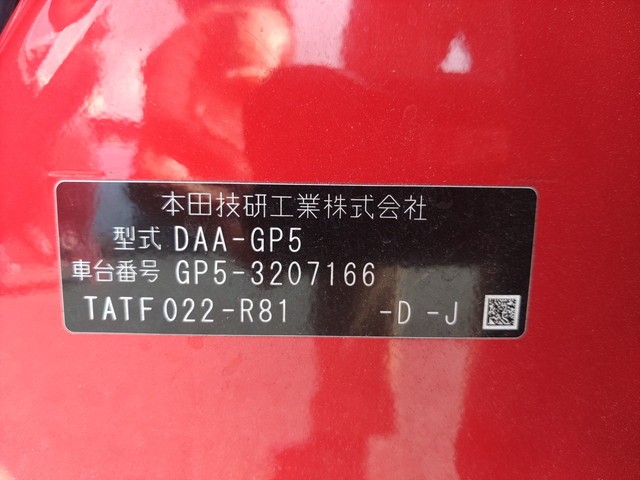 本田技研工業株式会社
型式 DAA-GP5
車台番号 GP5-3207166
TATF022-R81 -D -J